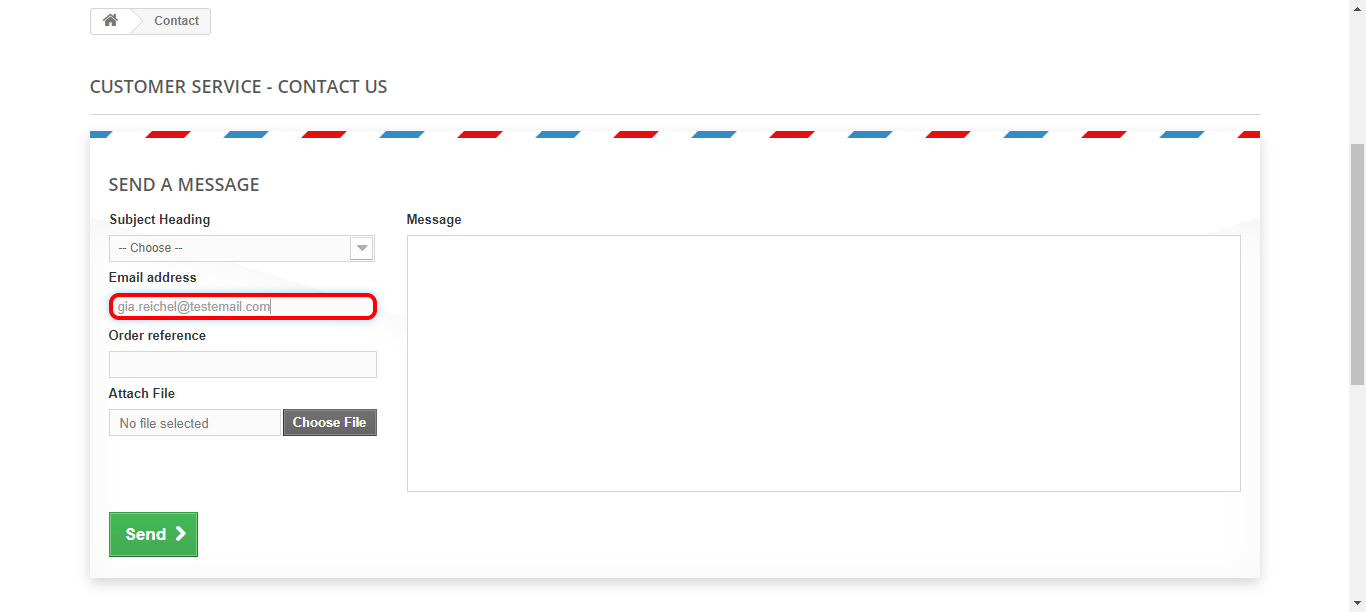 Contact
CUSTOMER SERVICE - CONTACT US
SEND A MESSAGE
Subject Heading
-- Choose --
Email address
gia.reichel@testemail.com
Order reference
Attach File
No file selected
Choose File
Message
Send